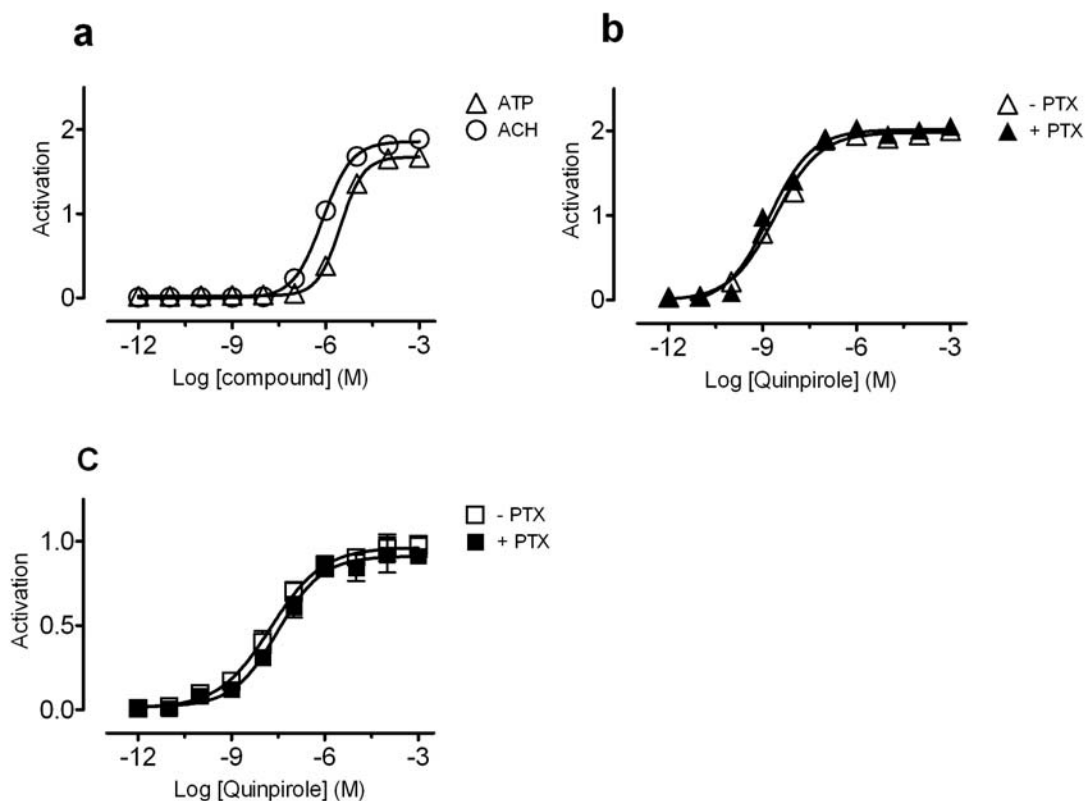 a
Activation
2
1
0
-12 -9 -6 -3
Log [compound] (M)
ATP
ACH
b
Activation
2
1
0
-12 -9 -6 -3
Log [Quinpirole] (M)
- PTX
+ PTX
c
Activation
1.0
0.5
0.0
-12 -9 -6 -3
Log [Quinpirole] (M)
- PTX
+ PTX